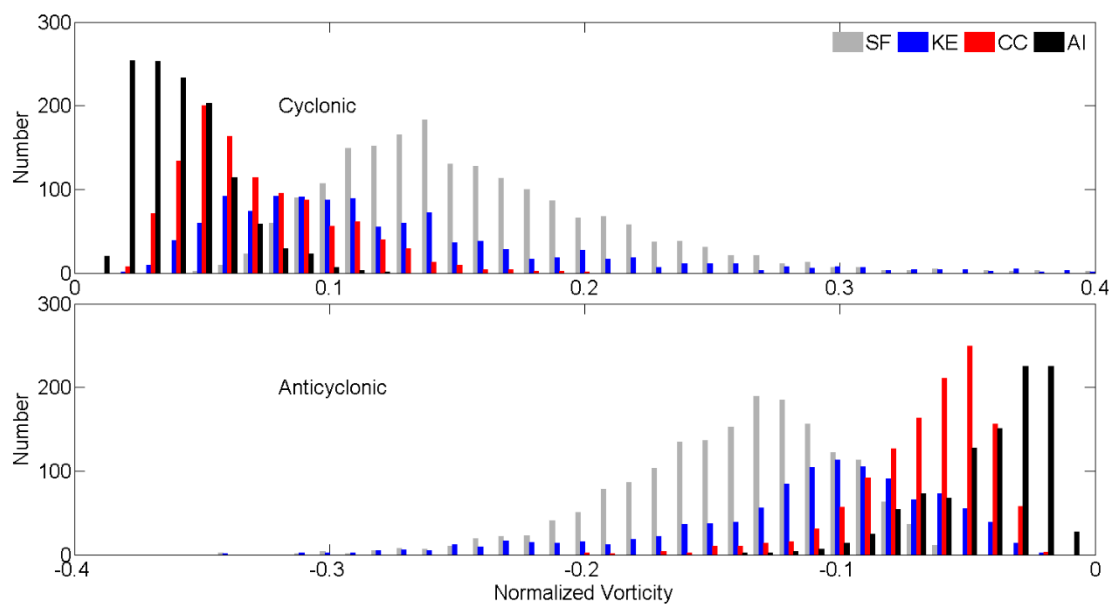 300
200
100
0
Number
Cyclonic
SF KE CC AI
0 0.1 0.2 0.3 0.4
300
200
100
0
Number
Anticyclonic
-0.4 -0.3 -0.2 -0.1 0
Normalized Vorticity